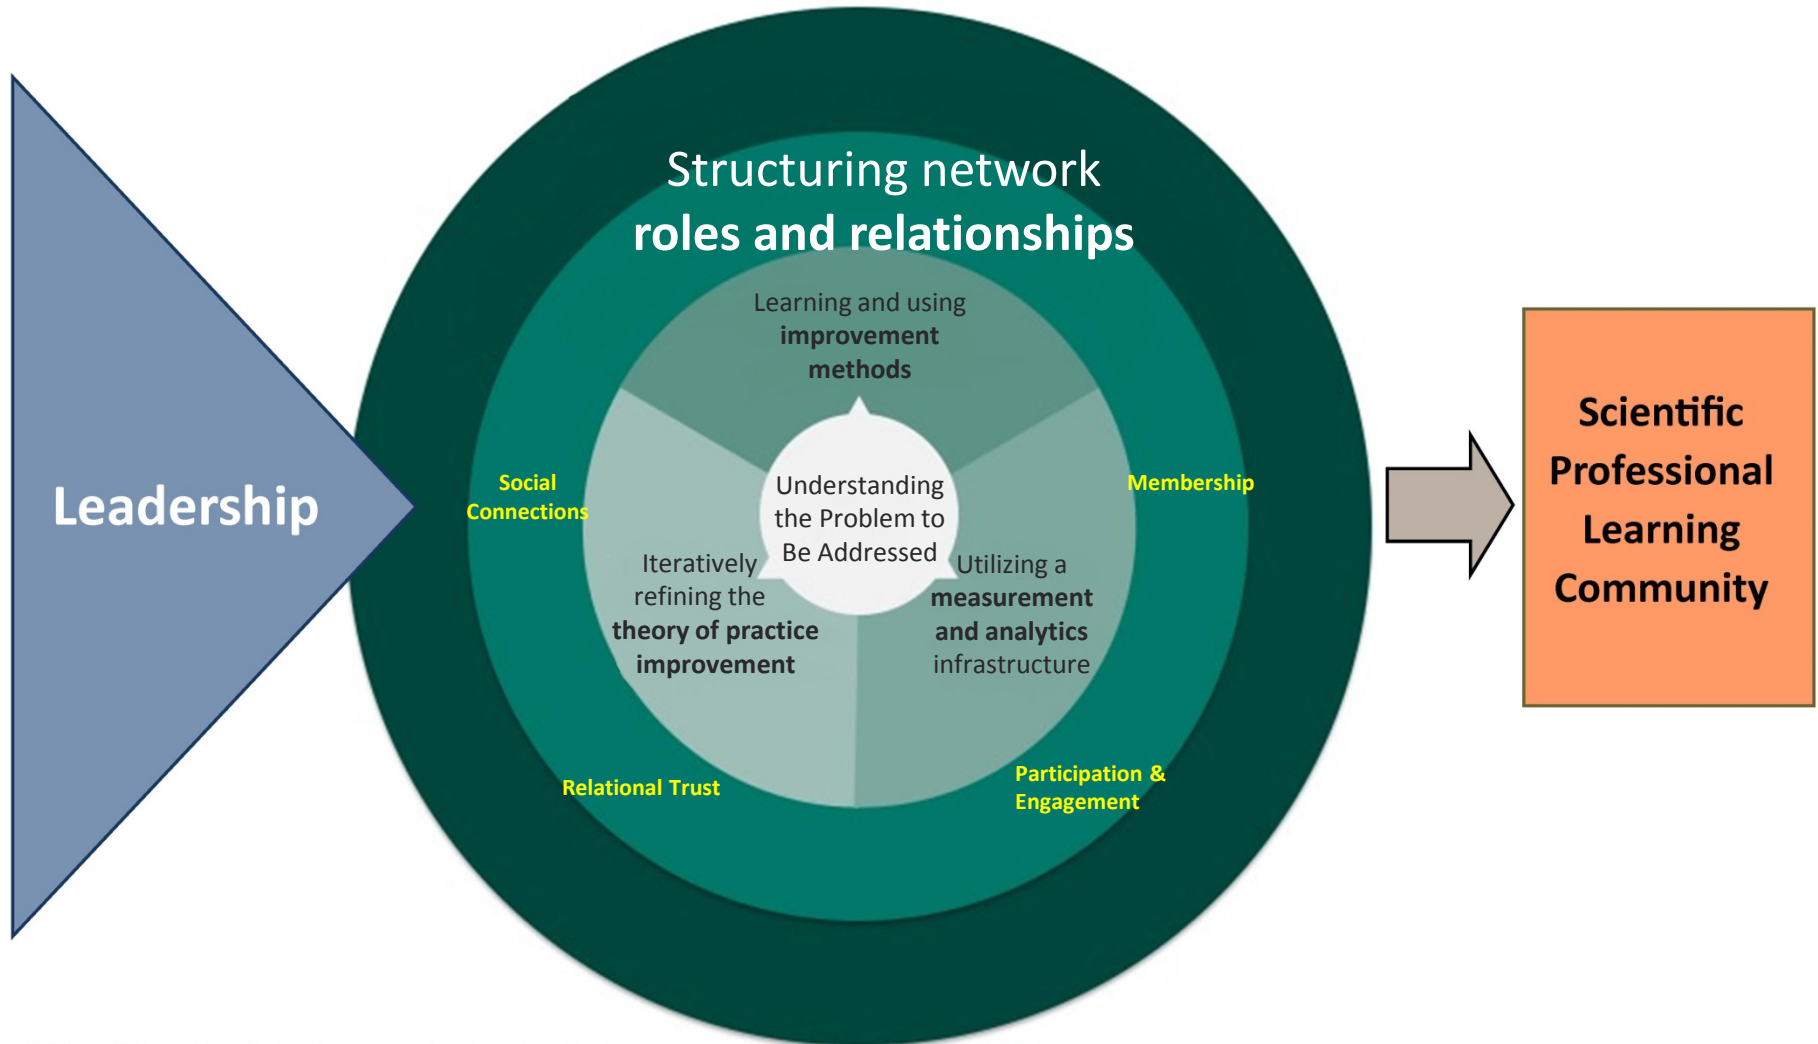 Structuring network
roles and relationships
Learning and using
improvement
methods
Leadership
Social
Connections
Understanding
the Problem to
Be Addressed
Membership
Iteratively
refining the
theory of practice
improvement
Utilizing a
measurement
and analytics
infrastructure
Relational Trust
Participation &
Engagement
Scientific
Professional
Learning
Community